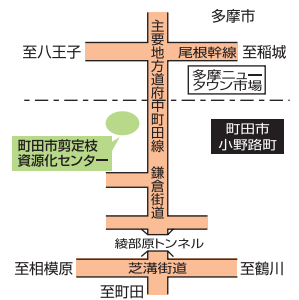 多摩市
至八王子
尾根幹線
至稲城
多摩ニュー
タウン市場
主要地方道府中町田線
鎌倉街道
町田市剪定枝
資源化センター
町田市
小野路町
綾部原トンネル
至相模原
芝溝街道
至鶴川
至町田